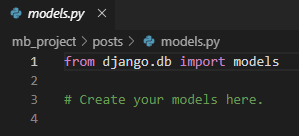 models.py
mb_project > posts > models.py
1 from django.db import models
2
3 # Create your models here.
4